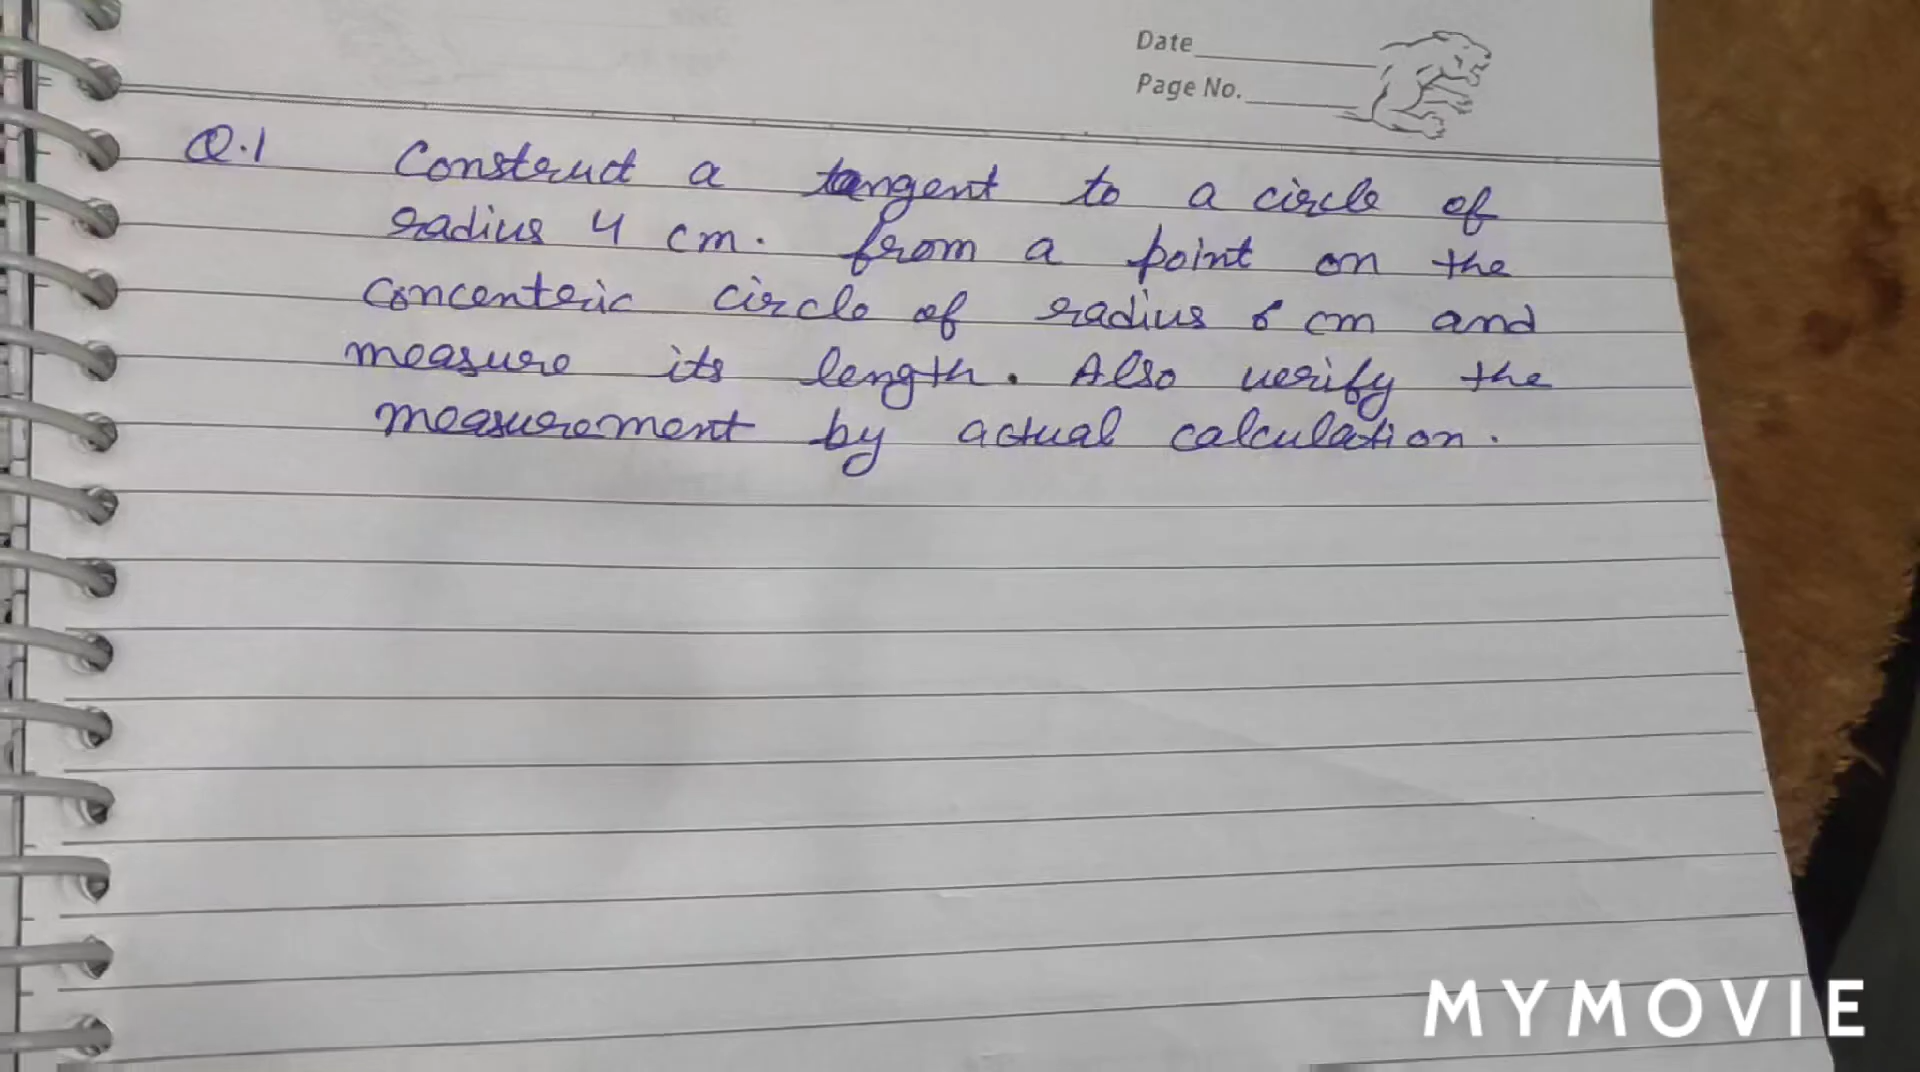 Date
Page No.
Q.1 Construct a tangent to a circle of
radius 4 cm. from a point on the
concentric circle of radius 6 cm and
measure its length. Also verify the
measurement by actual calculation.
MYMOVIE